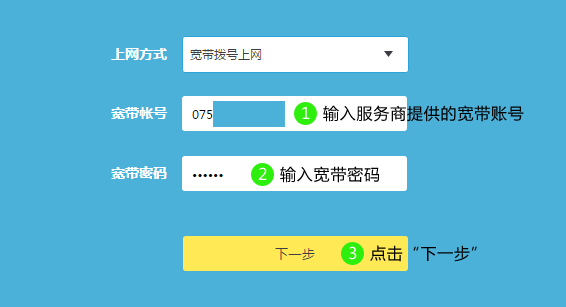 上网方式 宽带拨号上网
宽带帐号 075 1 输入服务商提供的宽带账号
宽带密码 •••••• 2 输入宽带密码
下一步 3 点击“下一步”